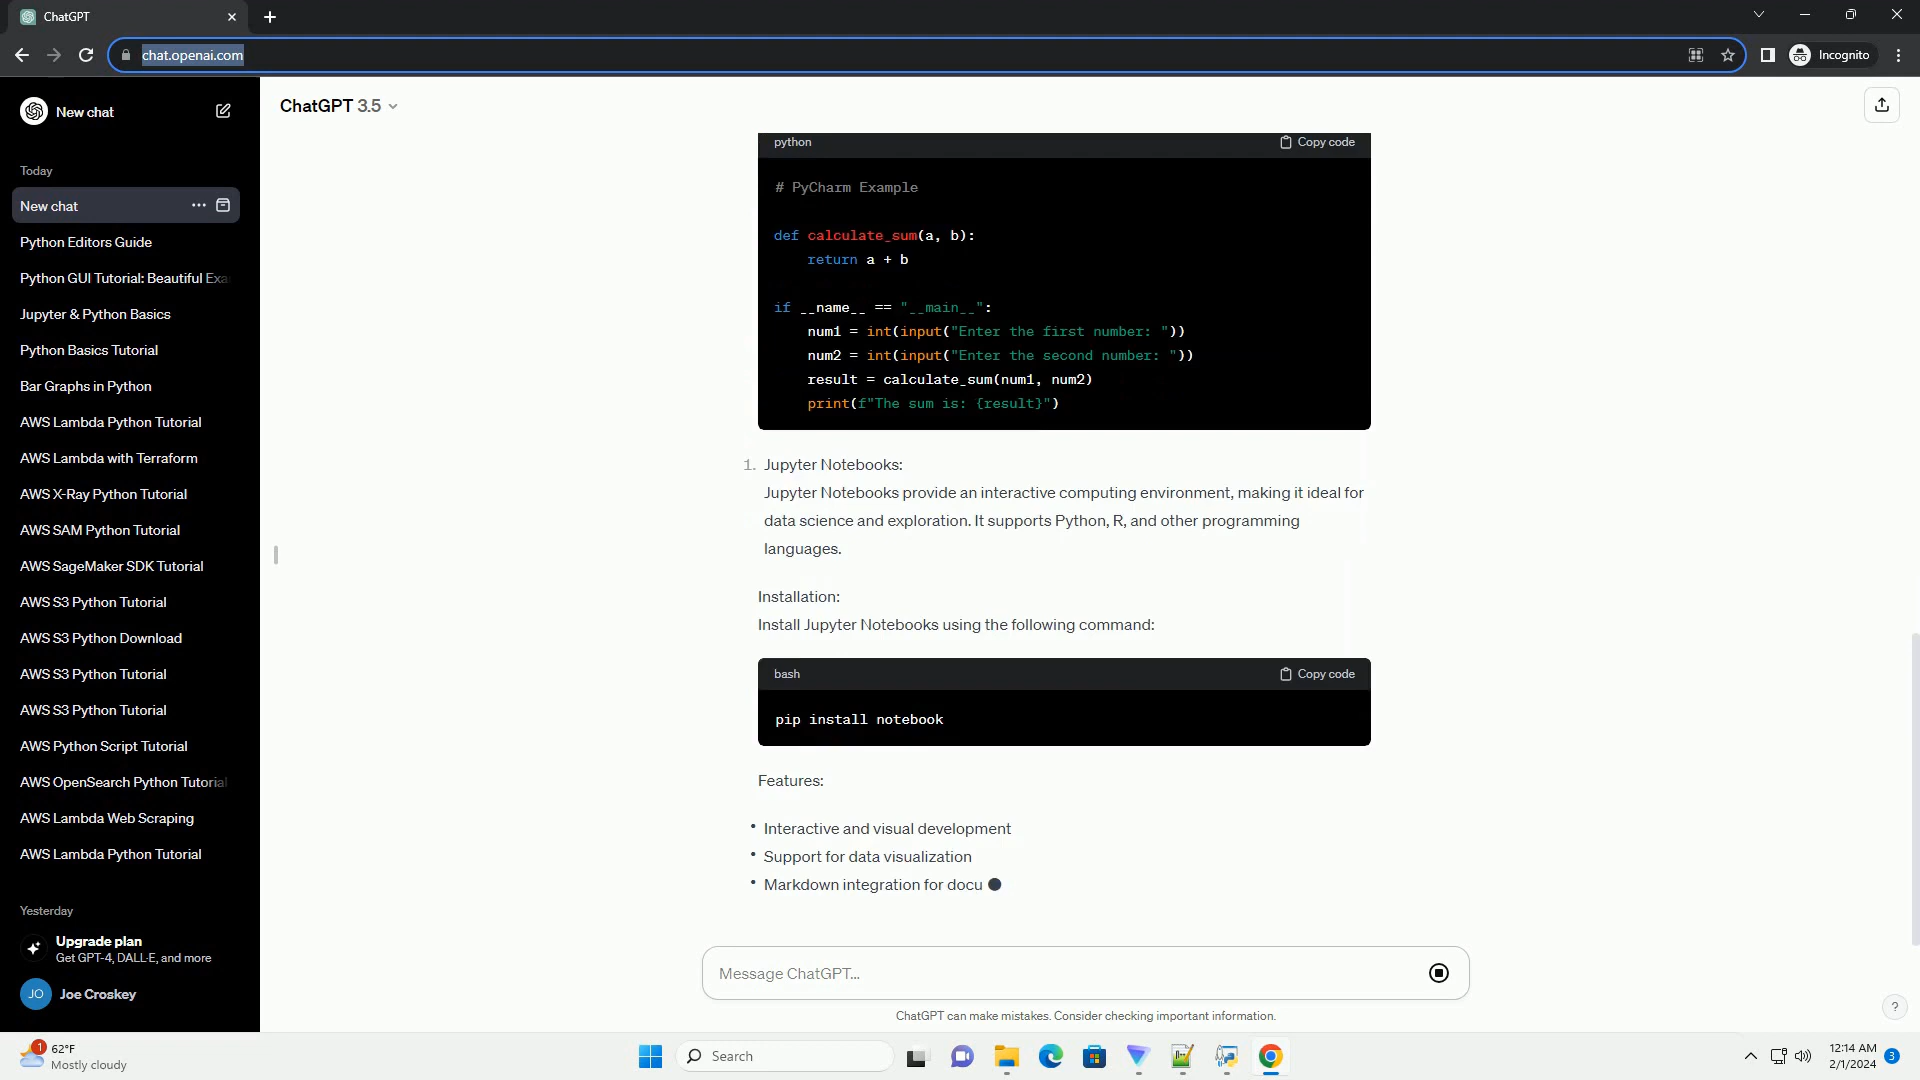 ChatGPT
chat.openai.com
Incognito
New chat
Today
New chat
Python Editors Guide
Python GUI Tutorial: Beautiful Exa
Jupyter & Python Basics
Python Basics Tutorial
Bar Graphs in Python
AWS Lambda Python Tutorial
AWS Lambda with Terraform
AWS X-Ray Python Tutorial
AWS SAM Python Tutorial
AWS SageMaker SDK Tutorial
AWS S3 Python Tutorial
AWS S3 Python Download
AWS S3 Python Tutorial
AWS S3 Python Tutorial
AWS Python Script Tutorial
AWS OpenSearch Python Tutorial
AWS Lambda Web Scraping
AWS Lambda Python Tutorial
Yesterday
Upgrade plan
Get GPT-4, DALL·E, and more
JO Joe Croskey
ChatGPT 3.5
python Copy code
# PyCharm Example
def calculate_sum(a, b):
    return a + b
if __name__ == "__main__":
    num1 = int(input("Enter the first number: "))
    num2 = int(input("Enter the second number: "))
    result = calculate_sum(num1, num2)
    print(f"The sum is: {result}")
1. Jupyter Notebooks:
Jupyter Notebooks provide an interactive computing environment, making it ideal for
data science and exploration. It supports Python, R, and other programming
languages.
Installation:
Install Jupyter Notebooks using the following command:
bash Copy code
pip install notebook
Features:
• Interactive and visual development
• Support for data visualization
• Markdown integration for docu
Message ChatGPT...
ChatGPT can make mistakes. Consider checking important information.
?
1
62°F
Mostly cloudy
Search
12:14 AM
2/1/2024
3